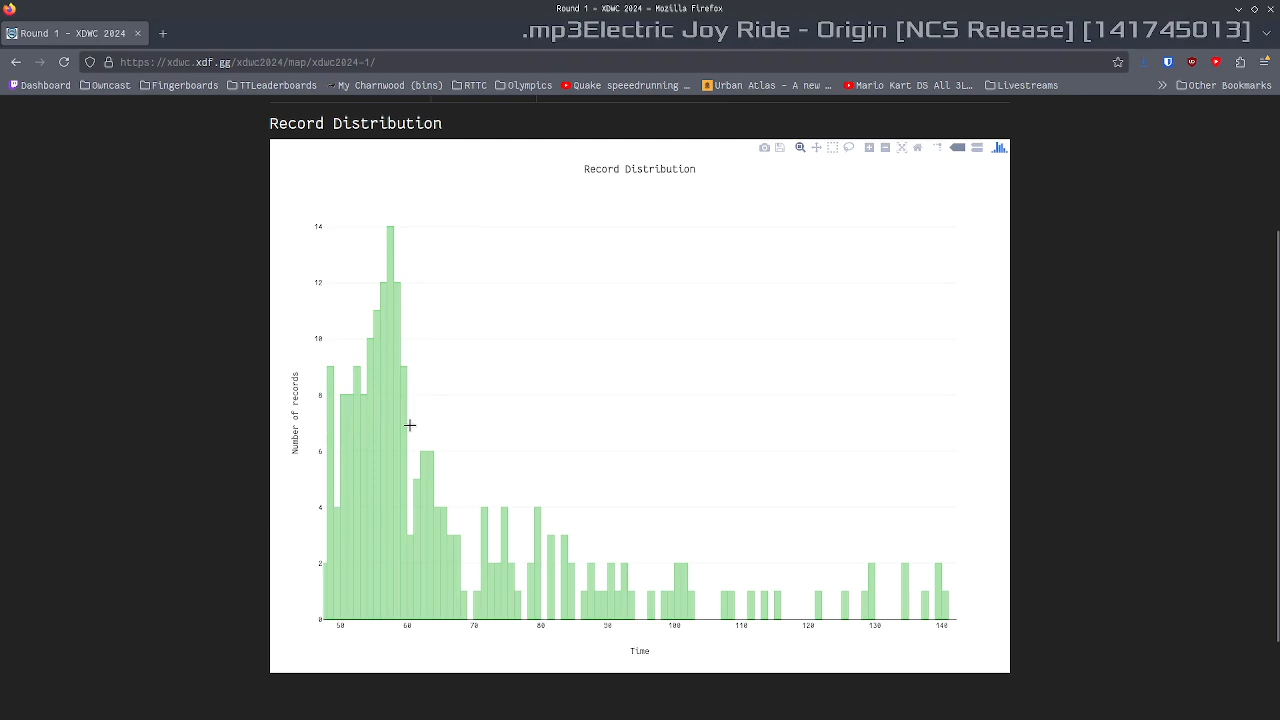 Round 1 – XDWC 2024 — Mozilla Firefox
Round 1 – XDWC 2024
.mp3Electric Joy Ride - Origin [NCS Release] [141745013]
https://xdwc.xdf.gg/xdwc2024/map/xdwc2024-1/
Dashboard Owncast Fingerboards TTLeaderboards My Charnwood (bins) RTTC Olympics Quake speeedrunning … Urban Atlas - A new … Mario Kart DS All 3L… Livestreams Other Bookmarks
Record Distribution
Record Distribution
14
12
10
8
6
4
2
0
Number of records
50 60 70 80 90 100 110 120 130 140
Time